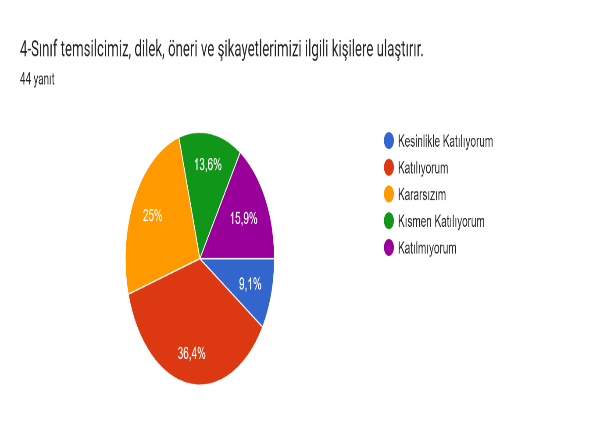 4-Sınıf temsilcimiz, dilek, öneri ve şikayetlerimizi ilgili kişilere ulaştırır.
44 yanıt
Kesinlikle Katılıyorum
Katılıyorum
Kararsızım
Kısmen Katılıyorum
Katılmıyorum
13,6%
25%
15,9%
9,1%
36,4%